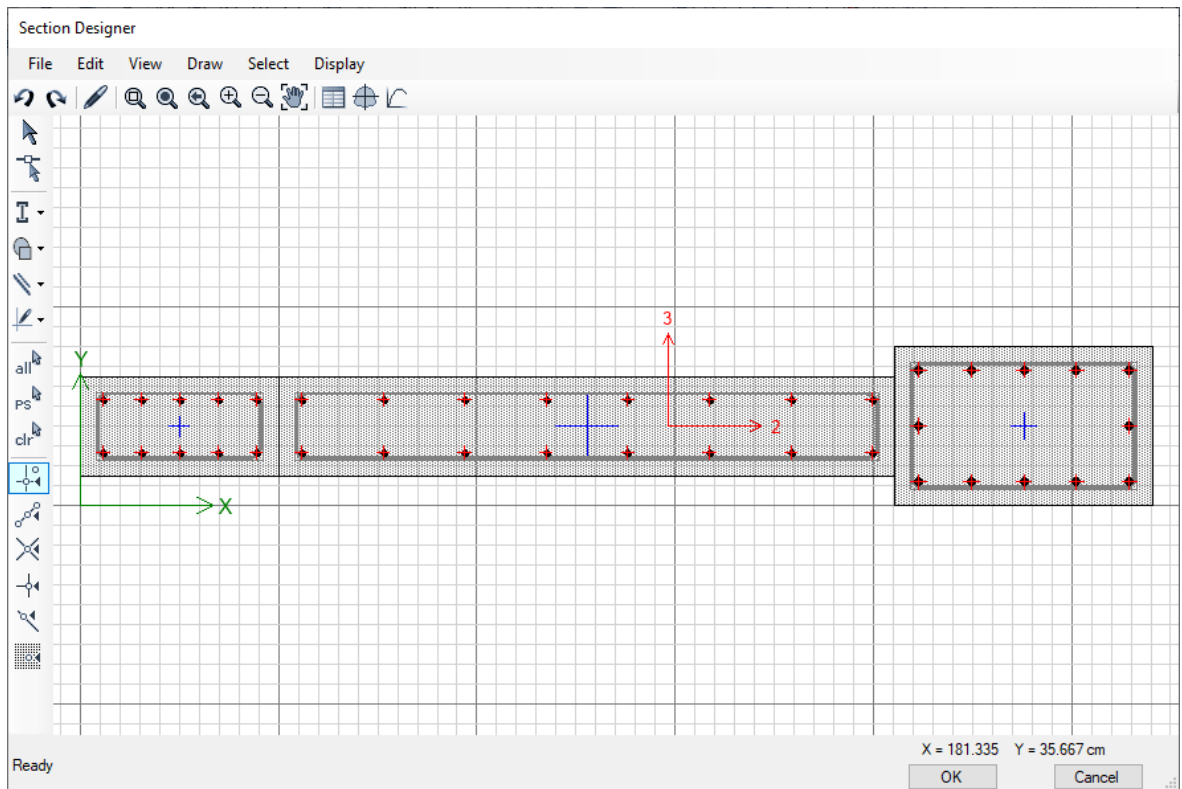 Section Designer
File Edit View Draw Select Display
all
PS
clr
Y
X
3
2
X = 181.335 Y = 35.667 cm
Ready
OK Cancel